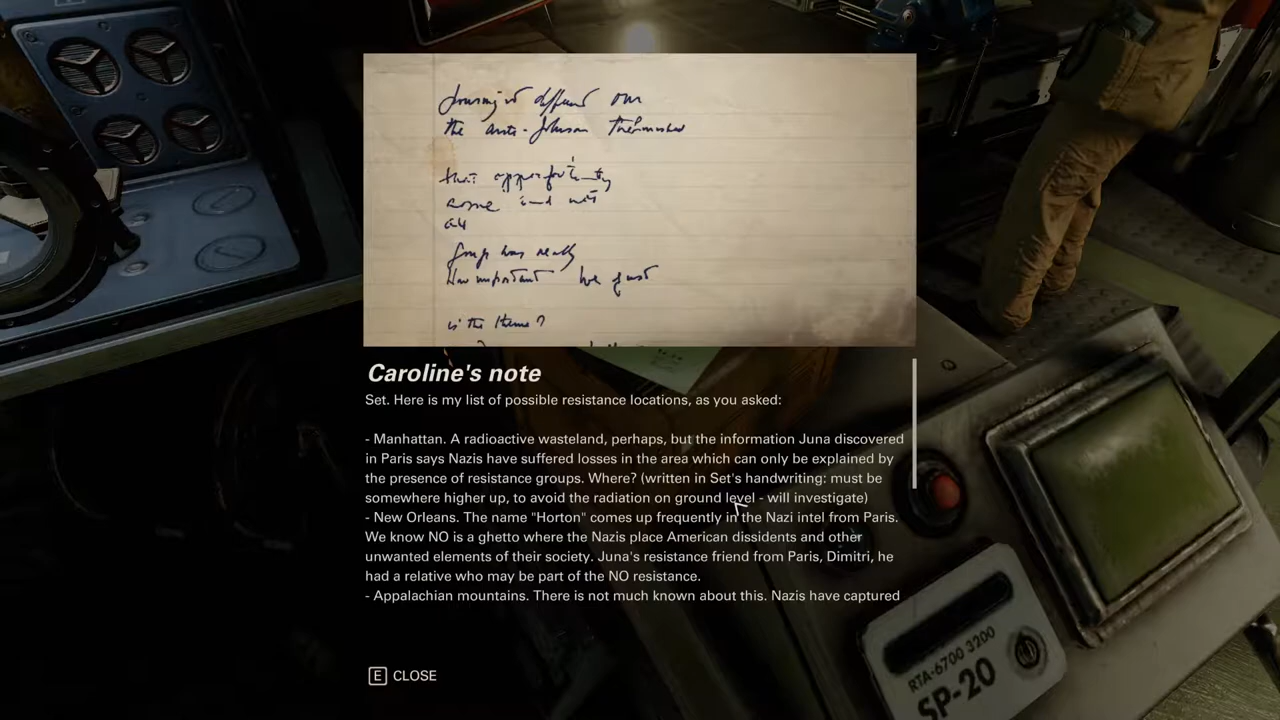 the
is the theme?
Caroline's note
Set. Here is my list of possible resistance locations, as you asked:
- Manhattan. A radioactive wasteland, perhaps, but the information Juna discovered
in Paris says Nazis have suffered losses in the area which can only be explained by
the presence of resistance groups. Where? (written in Set's handwriting: must be
somewhere higher up, to avoid the radiation on ground level - will investigate)
- New Orleans. The name "Horton" comes up frequently in the Nazi intel from Paris.
We know NO is a ghetto where the Nazis place American dissidents and other
unwanted elements of their society. Juna's resistance friend from Paris, Dimitri, he
had a relative who may be part of the NO resistance.
- Appalachian mountains. There is not much known about this. Nazis have captured
E CLOSE
RTA-6700 3200
SP-20